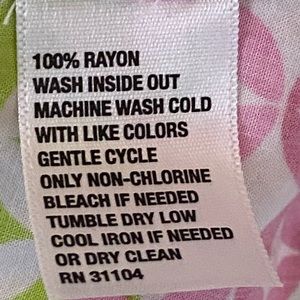 100% RAYON
WASH INSIDE OUT
MACHINE WASH COLD
WITH LIKE COLORS
GENTLE CYCLE
ONLY NON-CHLORINE
BLEACH IF NEEDED
TUMBLE DRY LOW
COOL IRON IF NEEDED
OR DRY CLEAN
RN 31104